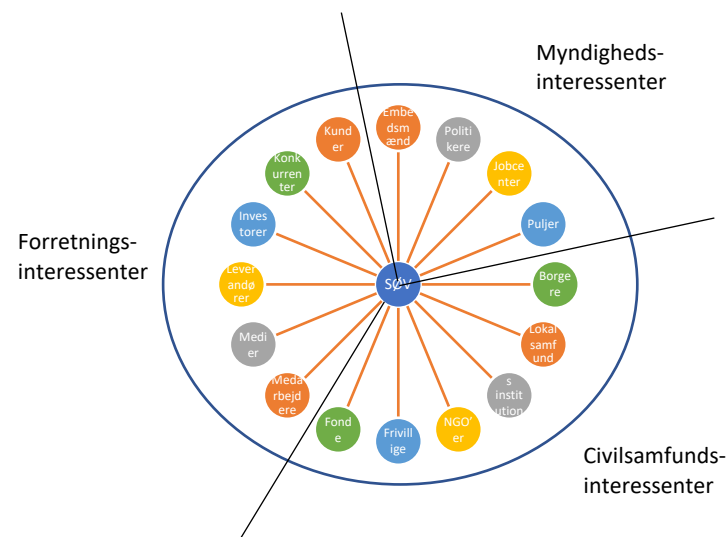 Myndigheds-
interessenter
Forretnings-
interessenter
Civilsamfunds-
interessenter
SØV
Embe
dsm
ænd
Politi
kere
Jobce
nter
Puljer
Borge
re
Lokal
samf
und
s
instit
ution
NGO'
er
Frivill
ige
Fond
e
Meda
rbejd
ere
Medi
er
Lever
andø
rer
Inves
torer
Konk
urren
ter
Kund
er